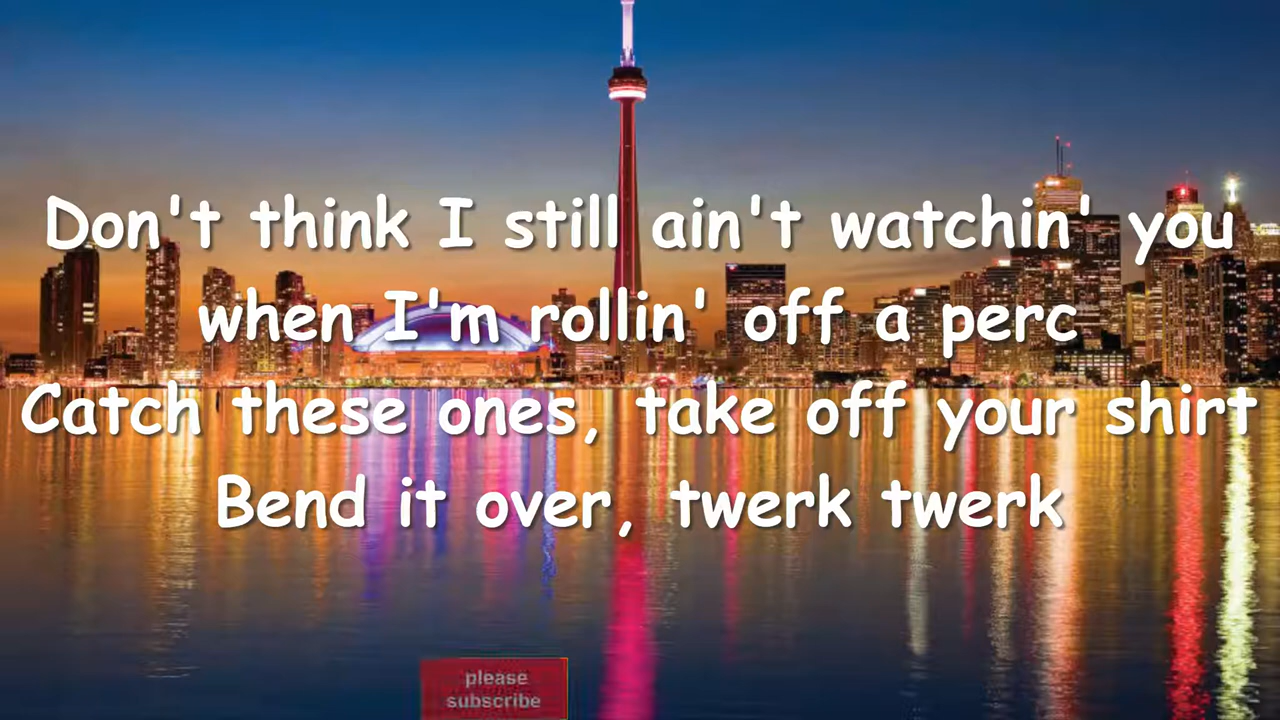 Don't think I still ain't watchin' you
when I'm rollin' off a perc
Catch these ones, take off your shirt
Bend it over, twerk twerk
please
subscribe